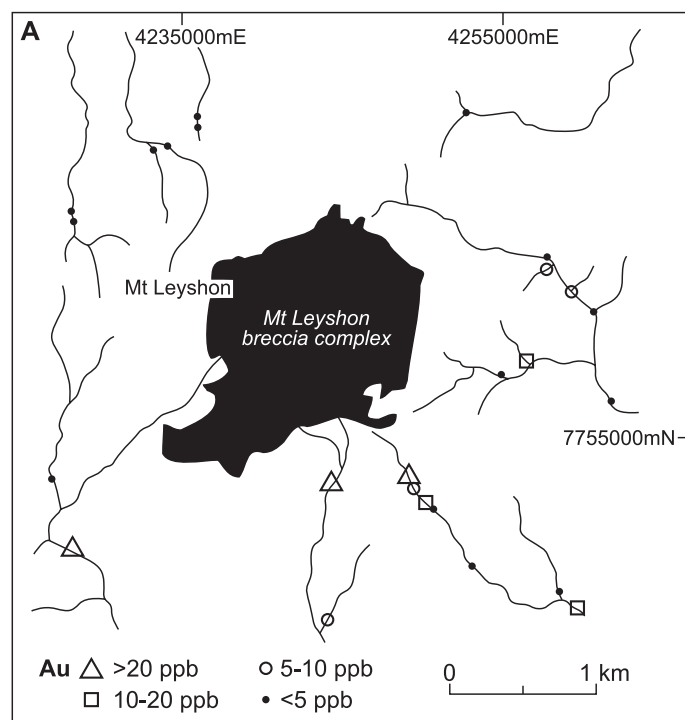 A
4235000mE
4255000mE
Mt Leyshon
Mt Leyshon
breccia complex
7755000mN
Au >20 ppb 5-10 ppb
10-20 ppb <5 ppb
0 1 km